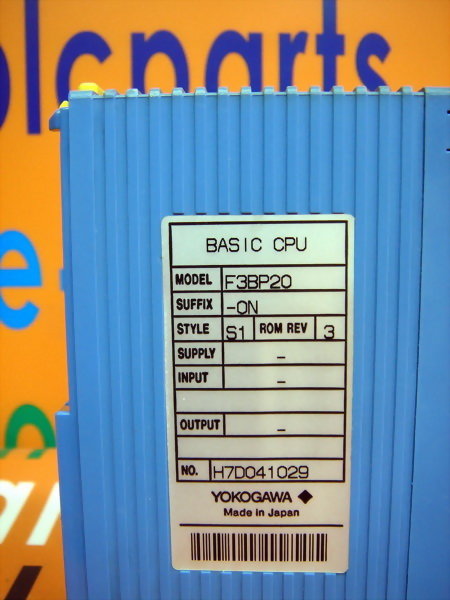 plcparts
BASIC CPU
MODEL F3BP20
SUFFIX -0N
STYLE S1 ROM REV 3
SUPPLY -
INPUT -
OUTPUT -
NO. H7D041029
YOKOGAWA
Made in Japan